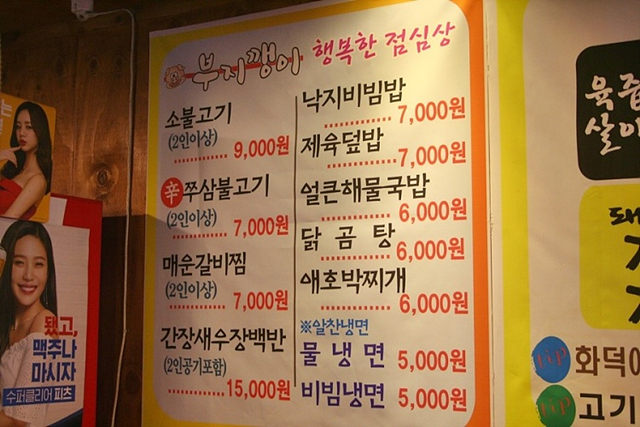 부지깽이 행복한 점심상
소불고기
(2인이상)
9,000원
辛쭈삼불고기
(2인이상)
7,000원
매운갈비찜
(2인이상)
7,000원
간장새우장백반
(2인공기포함)
15,000원
낙지비빔밥
7,000원
제육덮밥
7,000원
얼큰해물국밥
6,000원
닭곰탕
6,000원
애호박찌개
6,000원
※알찬냉면
물냉면 5,000원
비빔냉면 5,000원
됐고,
맥주나
마시자
수퍼클리어 피츠
육즙
tip 화덕에
tip 고기